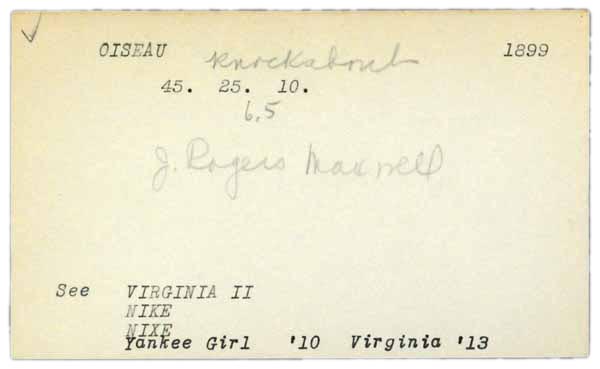 OISEAU knockabout 1899
45. 25. 10.
6,5
J. Rogers Maxwell
See VIRGINIA II
NIKE
NIXE
Yankee Girl '10 Virginia '13